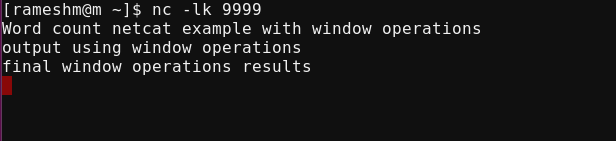 [rameshm@m ~]$ nc -lk 9999
Word count netcat example with window operations
output using window operations
final window operations results